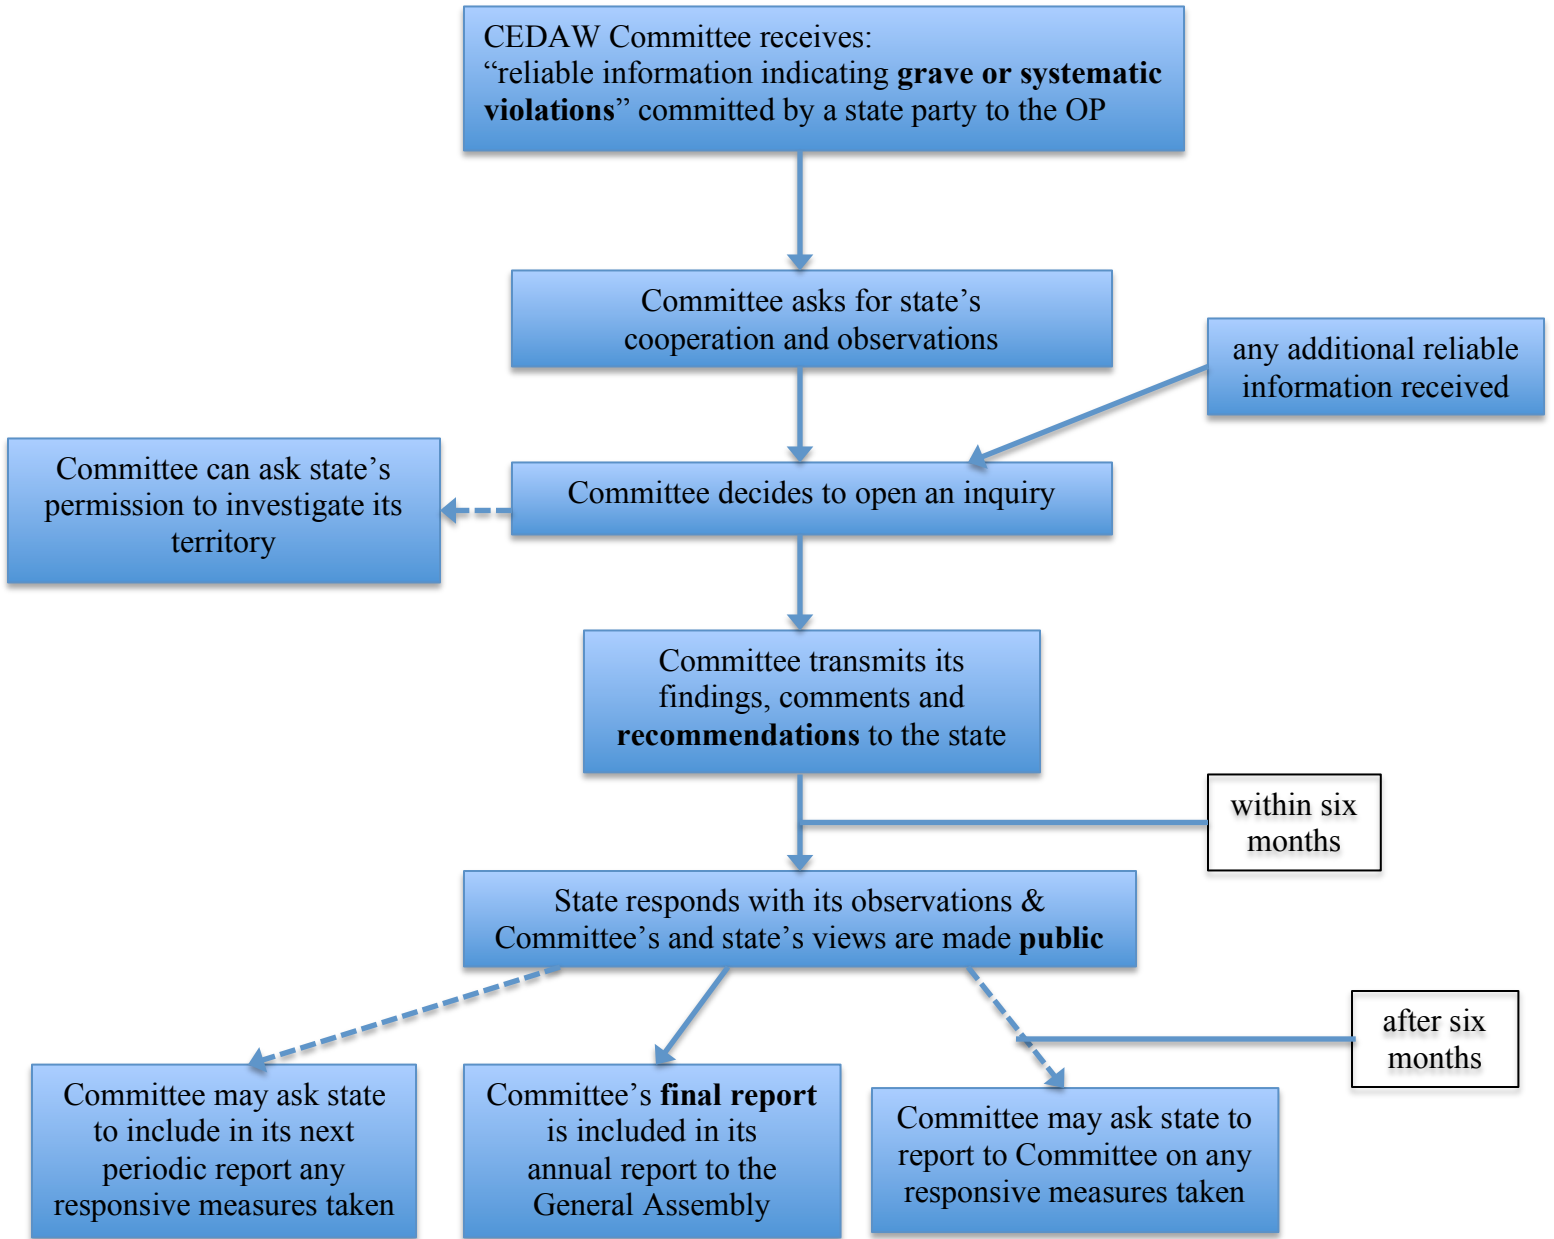 CEDAW Committee receives:
“reliable information indicating grave or systematic
violations” committed by a state party to the OP
Committee asks for state’s
cooperation and observations
any additional reliable
information received
Committee can ask state’s
permission to investigate its
territory
Committee decides to open an inquiry
Committee transmits its
findings, comments and
recommendations to the state
within six
months
State responds with its observations &
Committee’s and state’s views are made public
after six
months
Committee may ask state
to include in its next
periodic report any
responsive measures taken
Committee’s final report
is included in its
annual report to the
General Assembly
Committee may ask state to
report to Committee on any
responsive measures taken